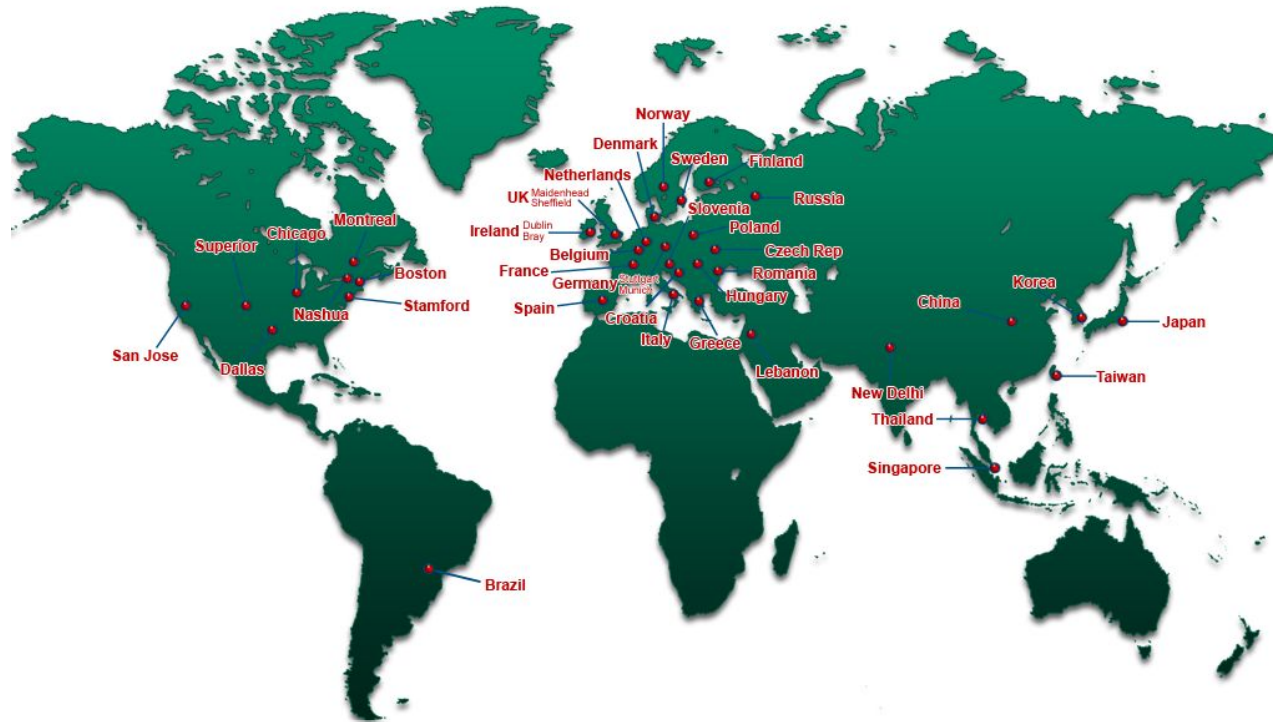 Norway
Denmark
Sweden
Finland
Netherlands
UK Maidenhead
Sheffield
Russia
Slovenia
Montreal
Ireland Dublin
Bray
Poland
Chicago
Superior
Belgium
Czech Rep
France
Boston
Romania
Germany Stuttgart
Munich
Hungary
Korea
Stamford
Spain
China
Nashua
Croatia
Japan
Italy
Greece
San Jose
Dallas
Lebanon
Taiwan
New Delhi
Thailand
Singapore
Brazil